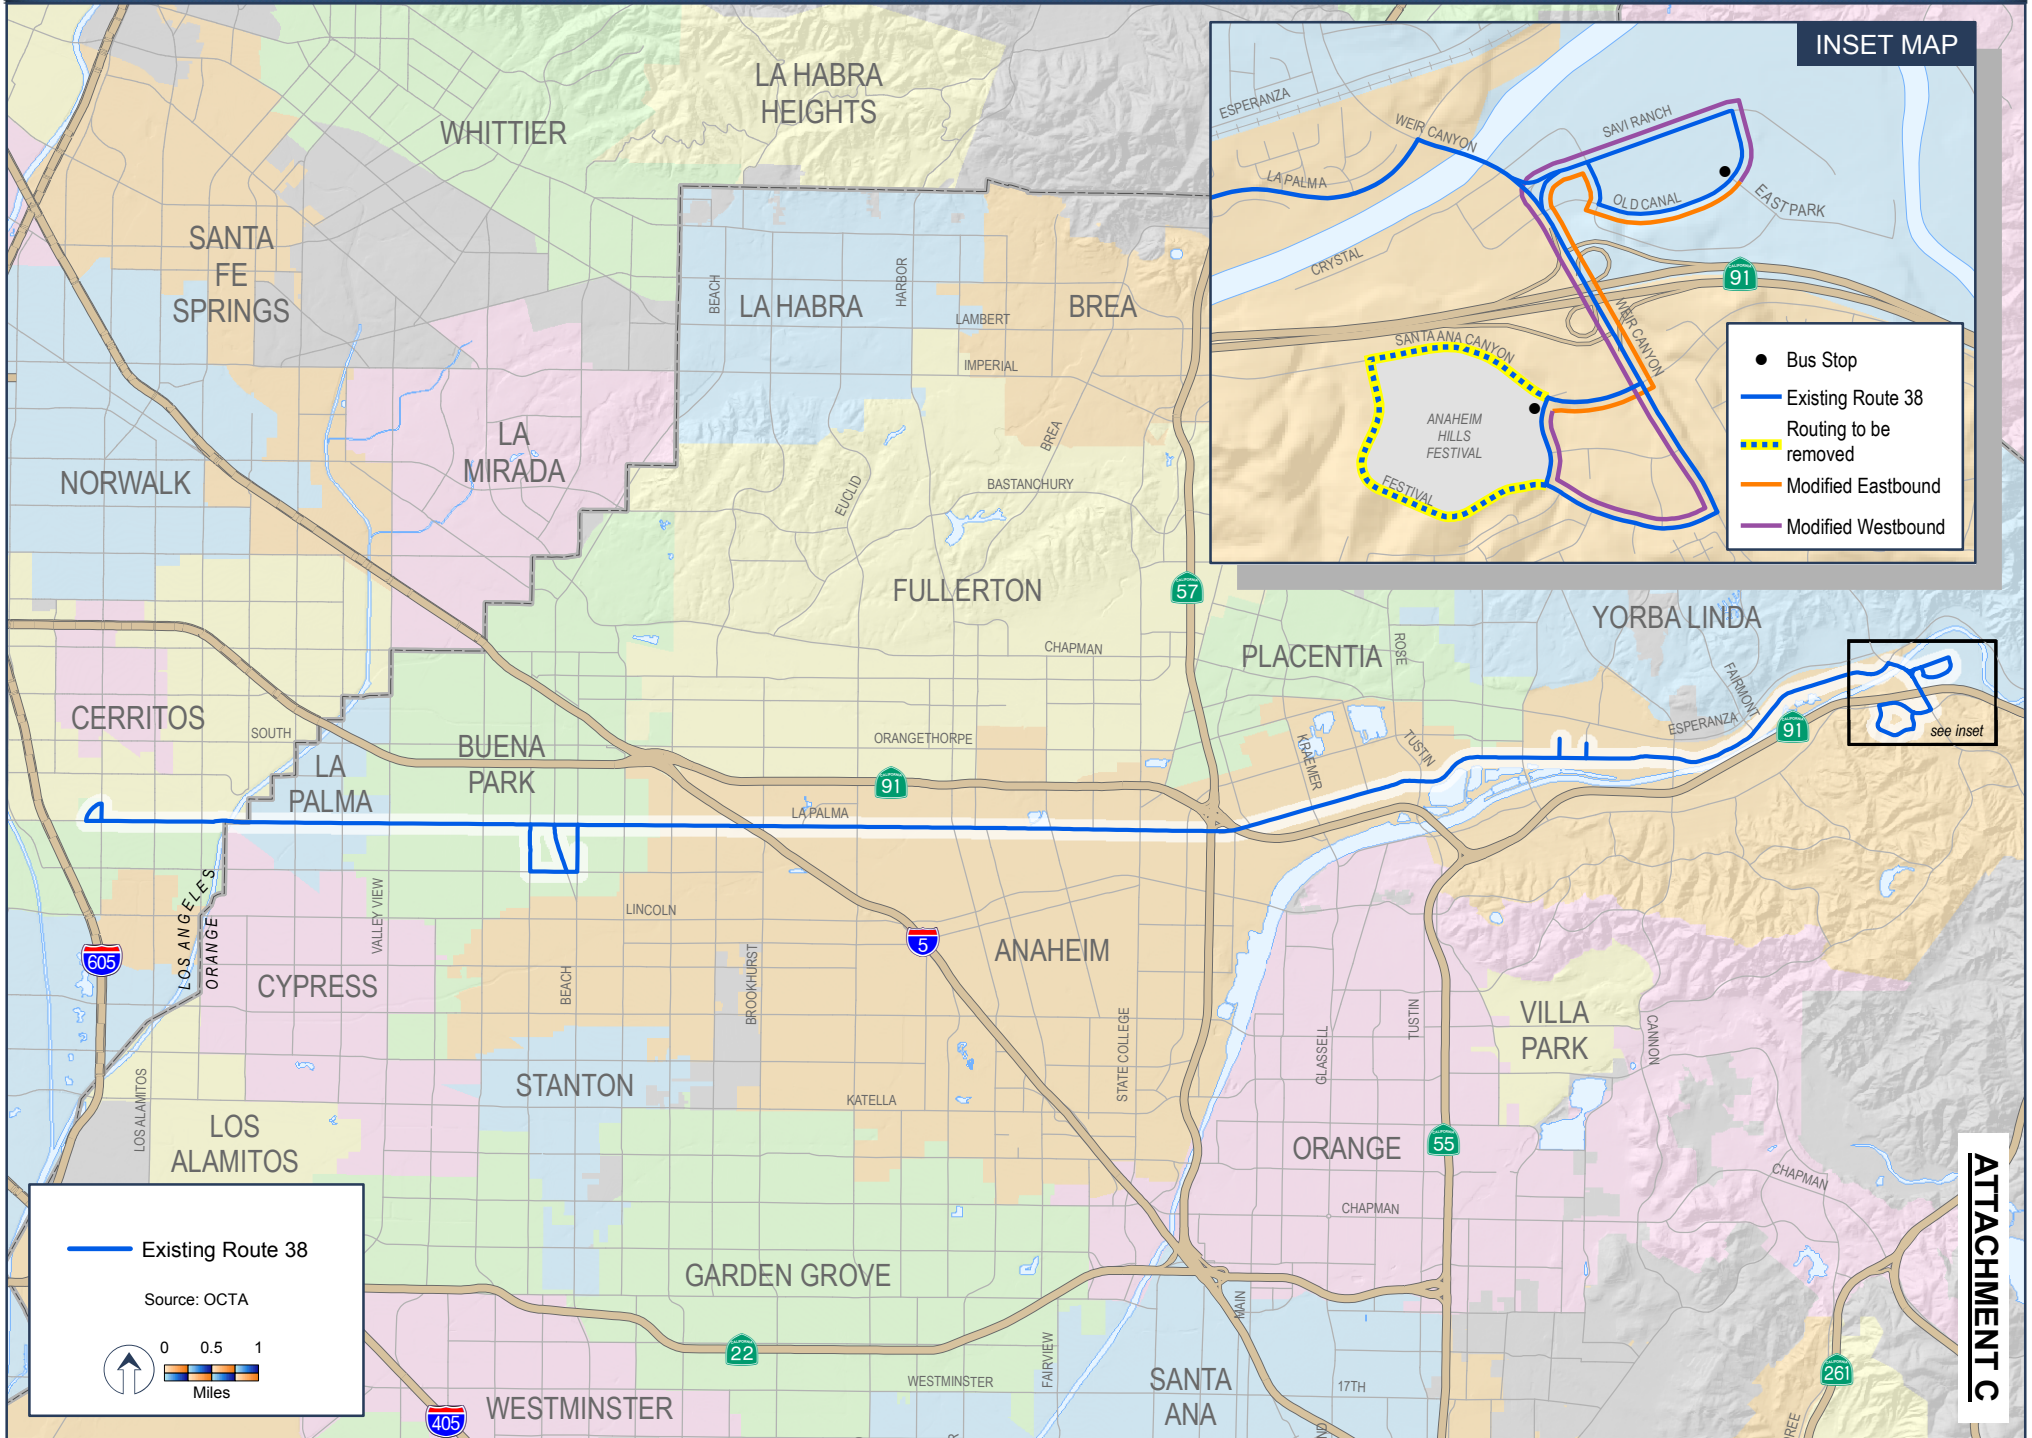 INSET MAP
ESPERANZA
WEIR CANYON
SAVI RANCH
LA PALMA
OLD CANAL
EAST PARK
CRYSTAL
CALIFORNIA
91
WEIR CANYON
SANTA ANA CANYON
ANAHEIM
HILLS
FESTIVAL
FESTIVAL
Bus Stop
Existing Route 38
Routing to be
removed
Modified Eastbound
Modified Westbound
LA HABRA
HEIGHTS
WHITTIER
SANTA
FE
SPRINGS
BEACH
LA HABRA
HARBOR
LAMBERT
BREA
IMPERIAL
LA
MIRADA
NORWALK
EUCLID
BREA
BASTANCHURY
FULLERTON
CALIFORNIA
57
CHAPMAN
PLACENTIA
ROSE
YORBA LINDA
FAIRMONT
ESPERANZA
CALIFORNIA
91
see inset
CERRITOS
SOUTH
LA
PALMA
BUENA
PARK
ORANGETHORPE
CALIFORNIA
91
KRAEMER
TUSTIN
LA PALMA
LOS ANGELES
ORANGE
VALLEY VIEW
LINCOLN
605
CYPRESS
BEACH
BROOKHURST
5
ANAHEIM
STATE COLLEGE
GLASSELL
TUSTIN
VILLA
PARK
CANNON
STANTON
KATELLA
LOS ALAMITOS
LOS
ALAMITOS
ORANGE
CALIFORNIA
55
CHAPMAN
CHAPMAN
ATTACHMENT C
GARDEN GROVE
MAIN
CALIFORNIA
22
FAIRVIEW
WESTMINSTER
SANTA
ANA
17TH
CALIFORNIA
261
405
WESTMINSTER
Existing Route 38
Source: OCTA
0 0.5 1
Miles